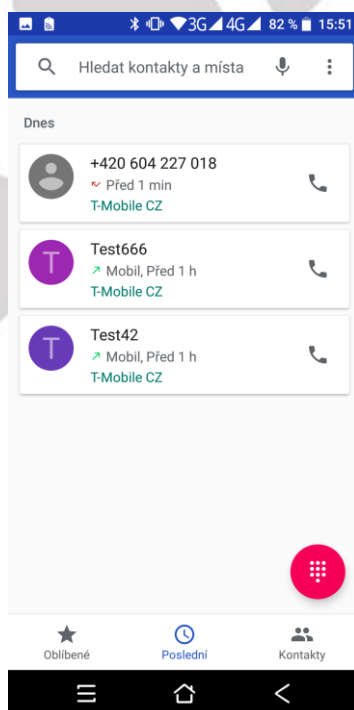 3G 4G 82 % 15:51
Hledat kontakty a místa
Dnes
+420 604 227 018
Před 1 min
T-Mobile CZ
T
Test666
Mobil, Před 1 h
T-Mobile CZ
T
Test42
Mobil, Před 1 h
T-Mobile CZ
Oblíbené Poslední Kontakty